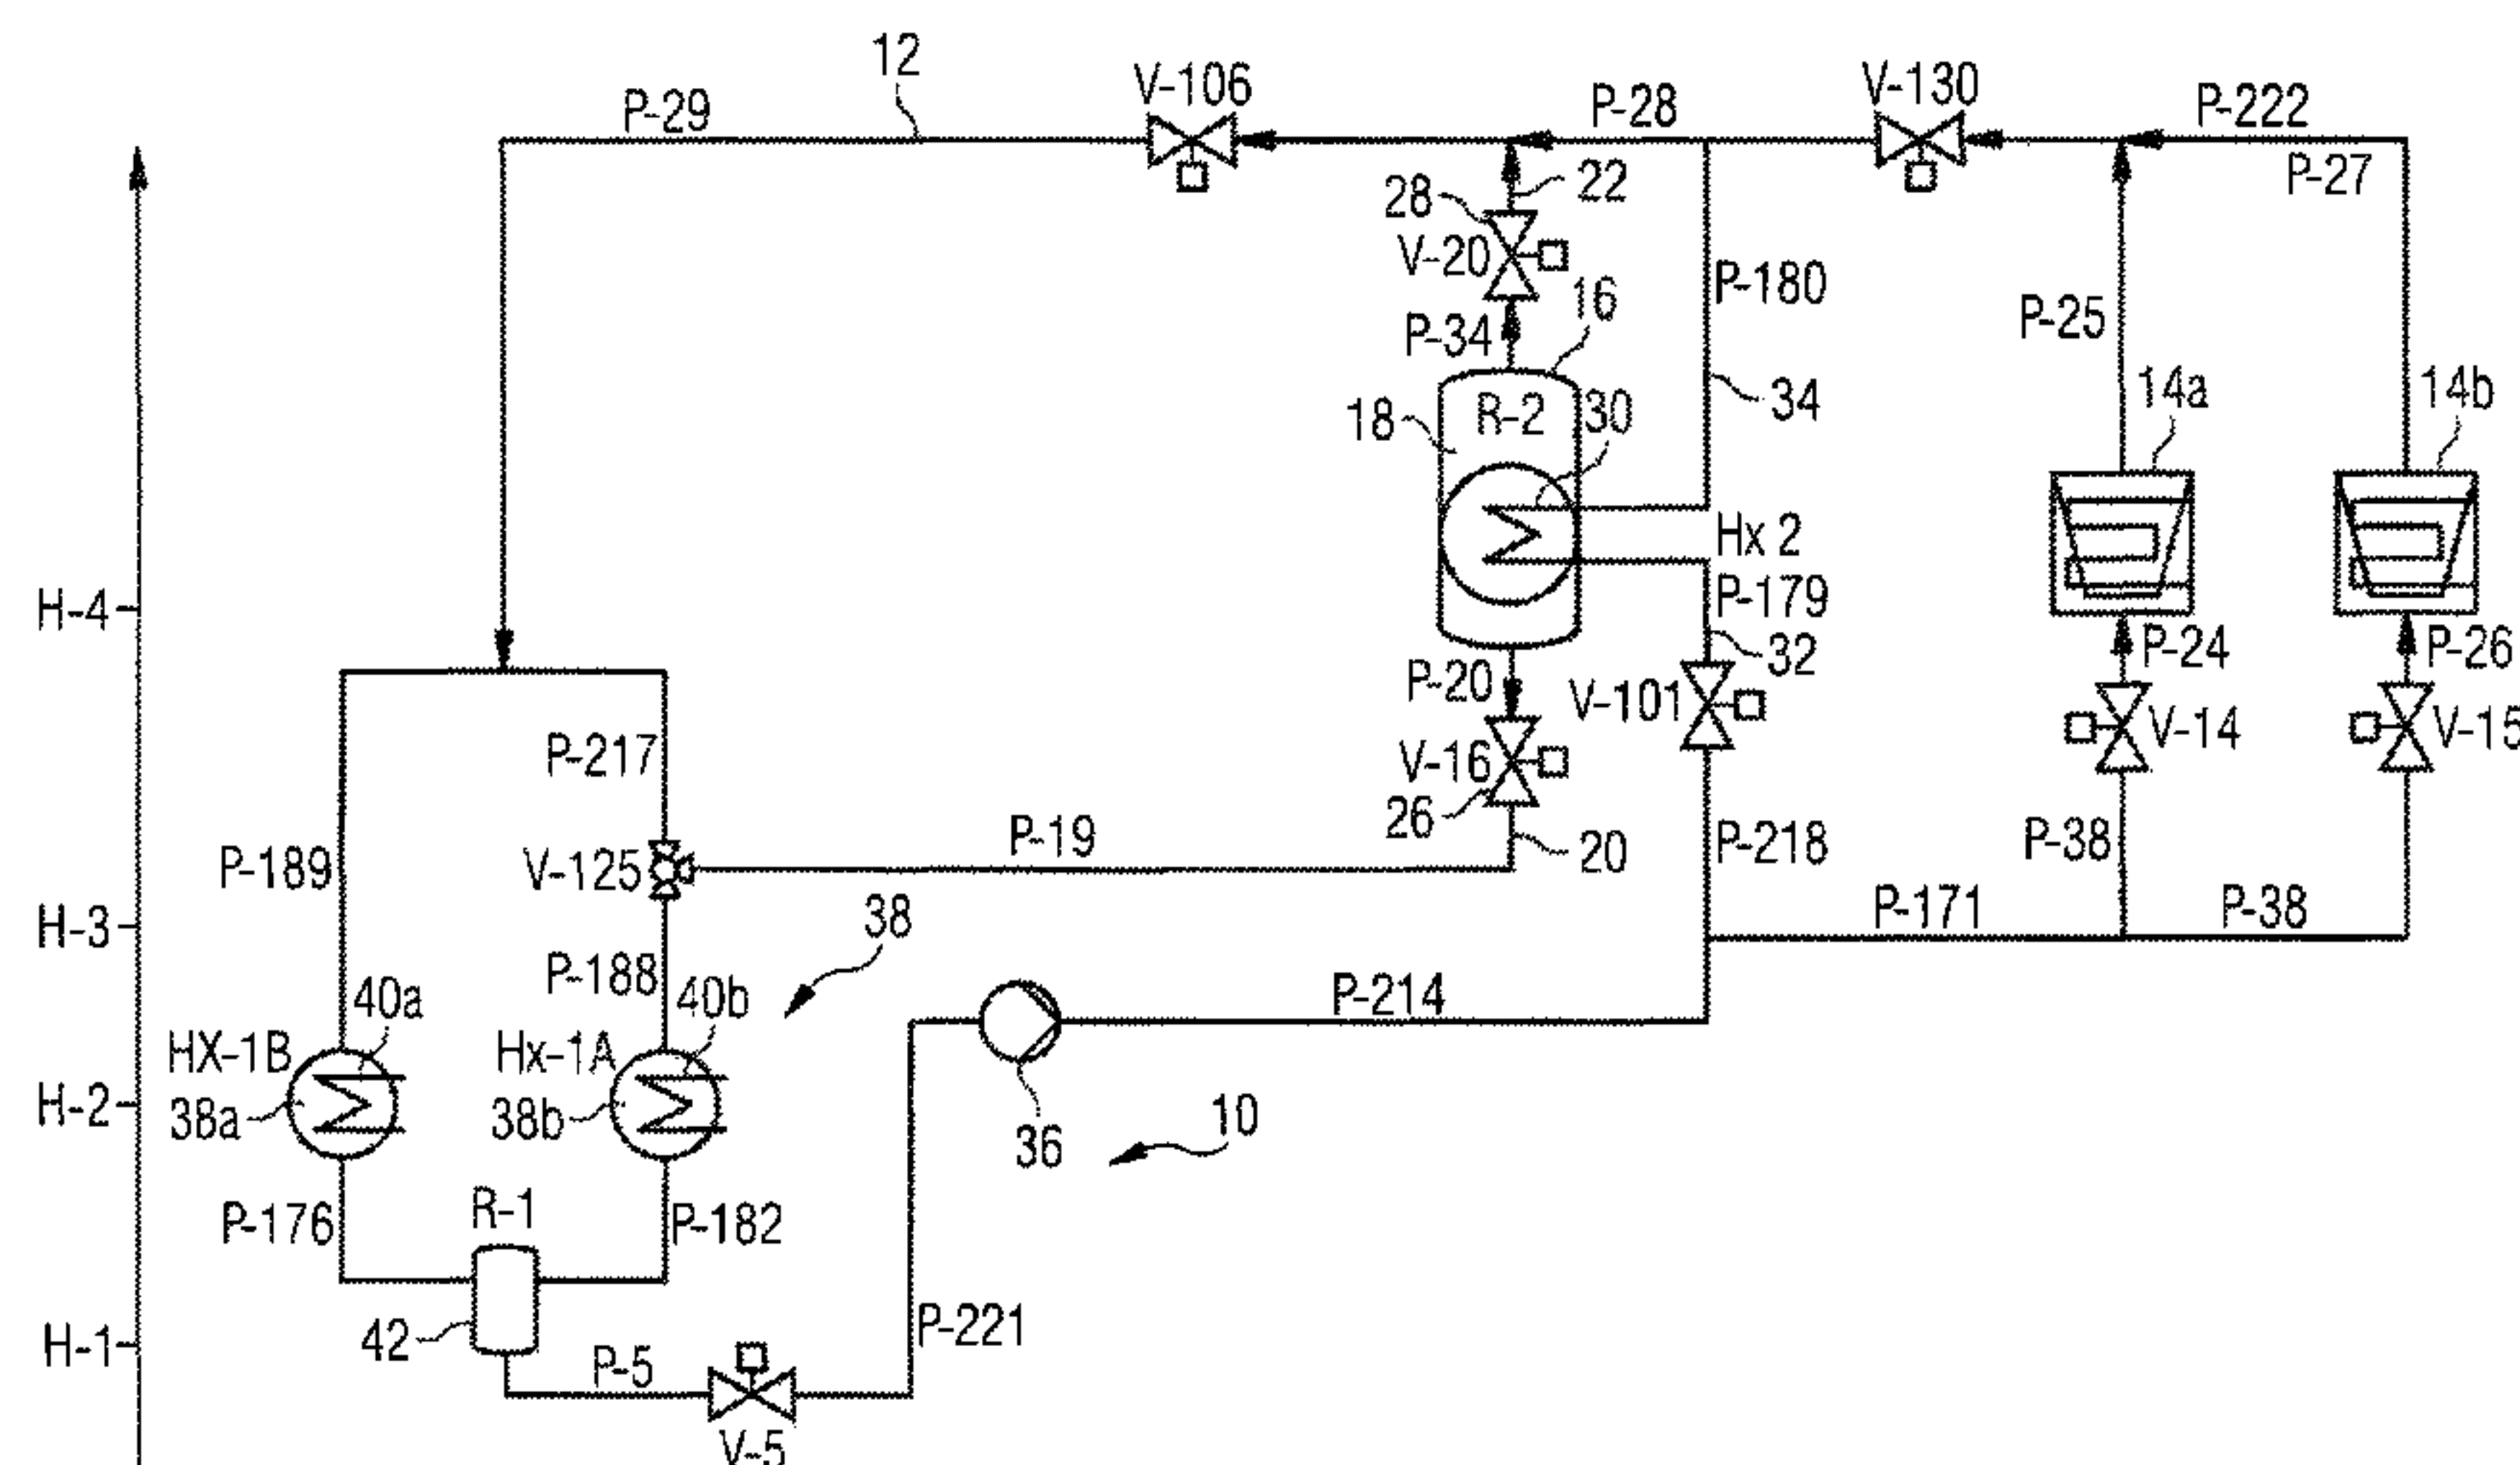 12
V-106
P-28
V-130
P-222
P-29
P-27
22
28
V-20
16
P-180
P-25
P-34
14a
14b
34
18
R-2
30
Hx 2
P-179
H-4
32
P-24
P-26
P-20
V-101
V-14
V-15
P-217
V-16
26
20
P-19
P-218
P-38
P-189
V-125
38
P-171
P-38
H-3
P-188
40a
40b
P-214
HX-1B
Hx-1A
H-2
38a
38b
36
10
R-1
P-176
P-182
P-221
H-1
42
P-5
V-5